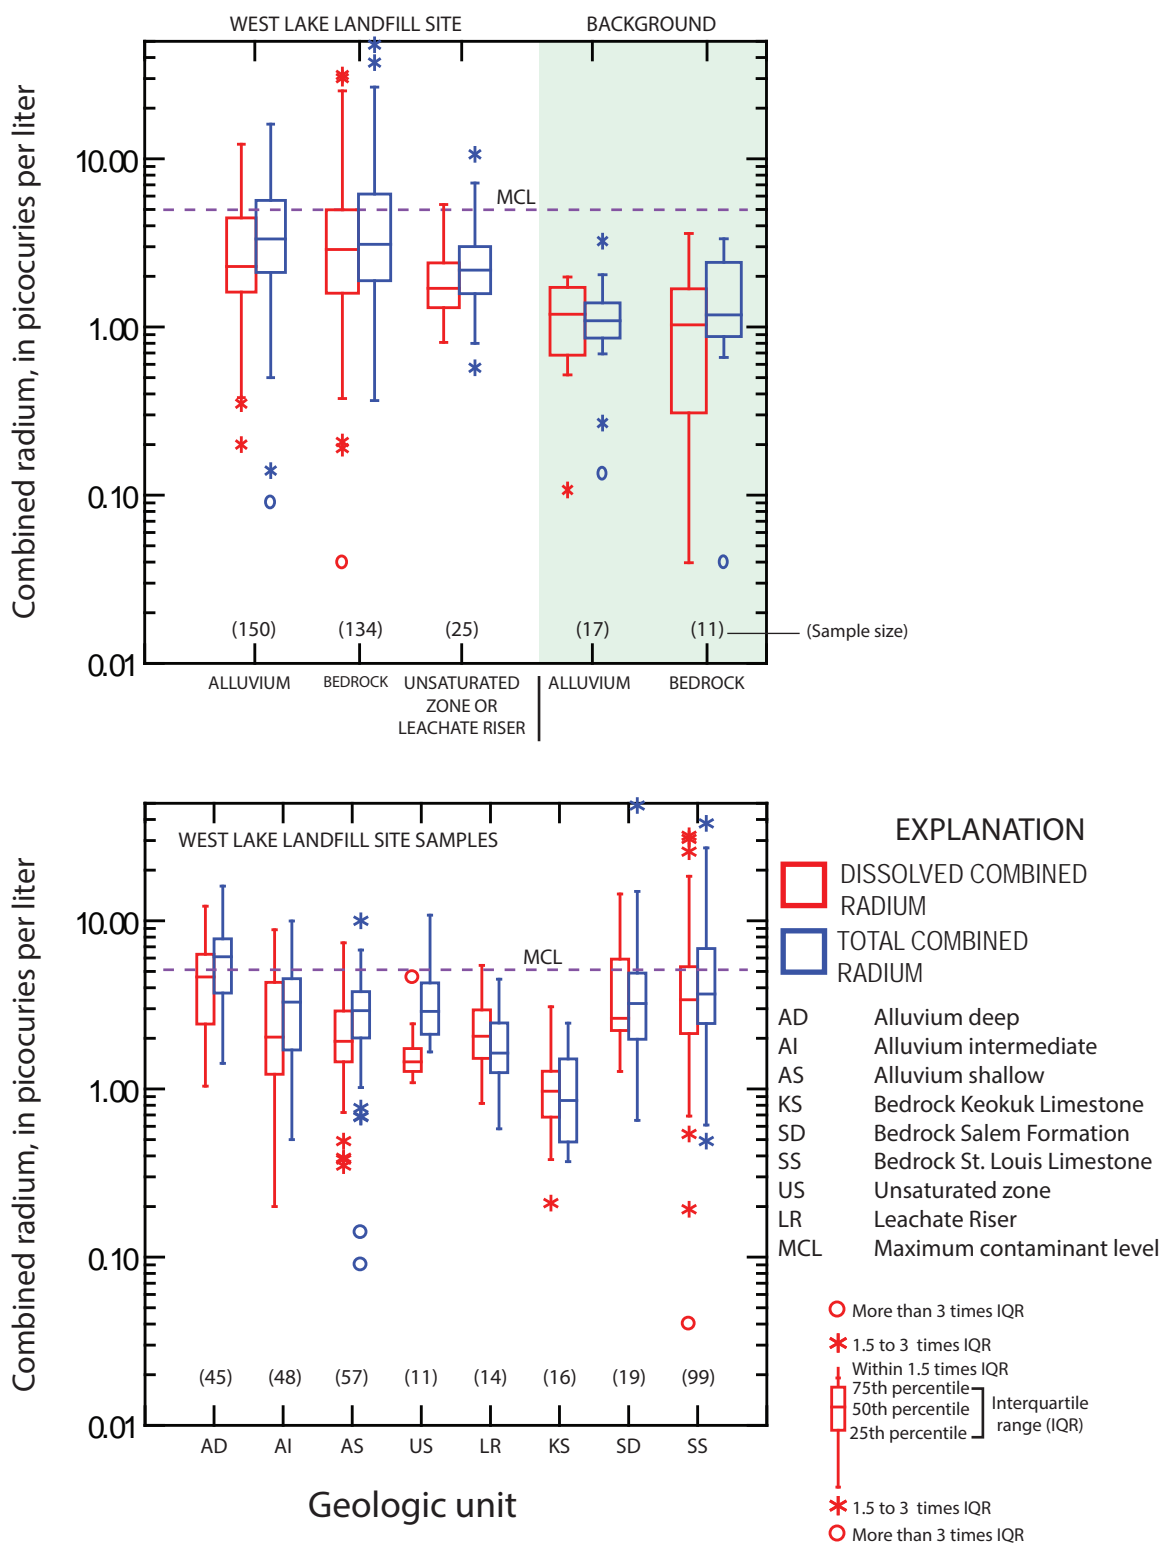 WEST LAKE LANDFILL SITE BACKGROUND
Combined radium, in picocuries per liter
10.00
MCL
1.00
0.10
(150) (134) (25) (17) (11) (Sample size)
0.01
ALLUVIUM BEDROCK UNSATURATED ALLUVIUM BEDROCK
ZONE OR
LEACHATE RISER
WEST LAKE LANDFILL SITE SAMPLES
Combined radium, in picocuries per liter
10.00
MCL
1.00
0.10
(45) (48) (57) (11) (14) (16) (19) (99)
0.01
AD AI AS US LR KS SD SS
Geologic unit
EXPLANATION
DISSOLVED COMBINED
RADIUM
TOTAL COMBINED
RADIUM
AD Alluvium deep
AI Alluvium intermediate
AS Alluvium shallow
KS Bedrock Keokuk Limestone
SD Bedrock Salem Formation
SS Bedrock St. Louis Limestone
US Unsaturated zone
LR Leachate Riser
MCL Maximum contaminant level
More than 3 times IQR
1.5 to 3 times IQR
Within 1.5 times IQR
75th percentile
50th percentile
25th percentile
Interquartile
range (IQR)
1.5 to 3 times IQR
More than 3 times IQR